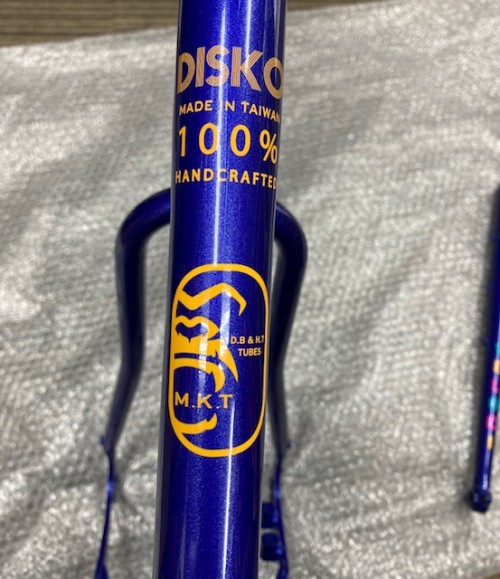 DISKO
MADE IN TAIWAN
100%
HANDCRAFTED
D.B & H.T
TUBES
M.K.T